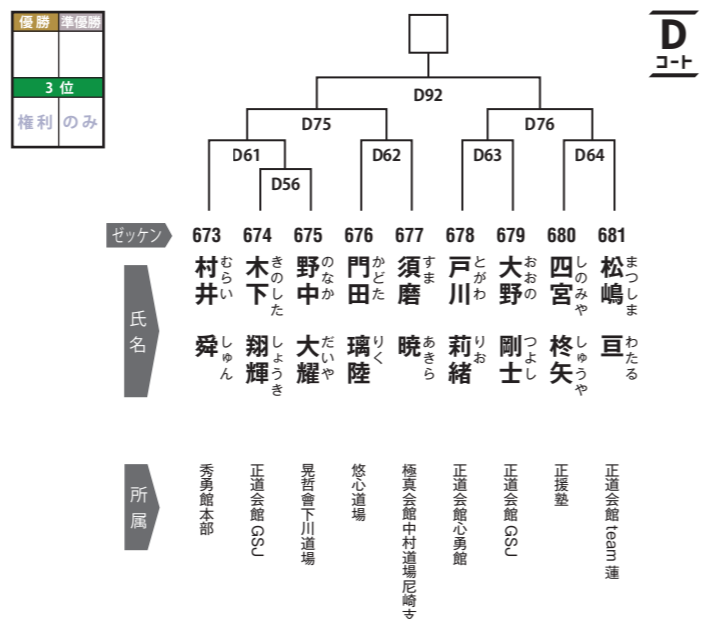 優勝 準優勝
3 位
権利 のみ
D
コート
D92
D75 D76
D61 D62 D63 D64
D56
ゼッケン 673 674 675 676 677 678 679 680 681
氏名
村井 舜
むらい しゅん
木下 翔輝
きのした しょうき
野中 大耀
のなか だいや
門田 璃陸
かどた りく
須磨 暁
すま あきら
戸川 莉緒
とがわ りお
大野 剛士
おおの つよし
四宮 柊矢
しのみや しゅうや
松嶋 亘
まつしま わたる
所属
秀勇館本部
正道会館 GSJ
晃哲會下川道場
悠心道場
極真会館中村道場尼崎支
正道会館心勇館
正道会館 GSJ
正援塾
正道会館 team 蓮